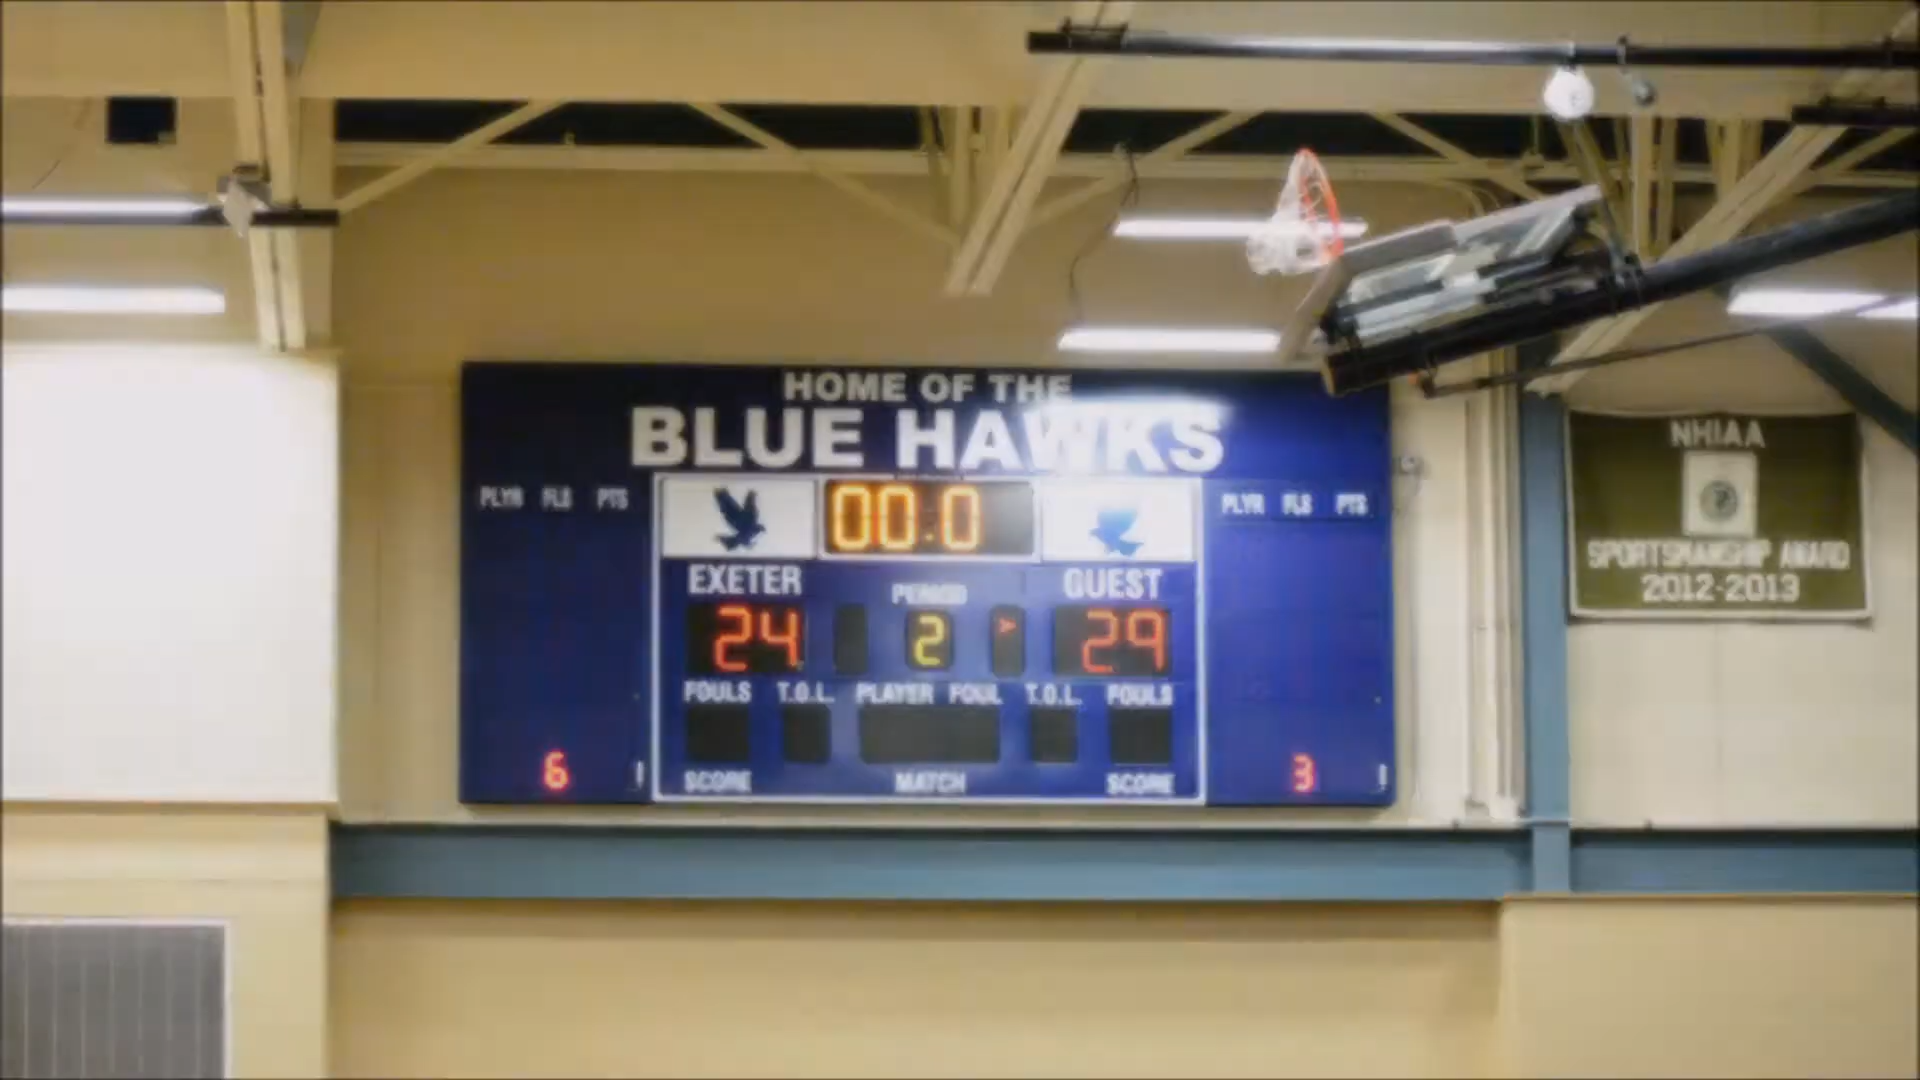 HOME OF THE
BLUE HAWKS
PLYR FLS PTS
00.0
PLYR FLS PTS
EXETER
PERIOD
GUEST
24
2
29
FOULS T.O.L. PLAYER FOUL T.O.L. FOULS
6
3
SCORE
MATCH
SCORE
NHIAA
SPORTSMANSHIP AWARD
2012-2013